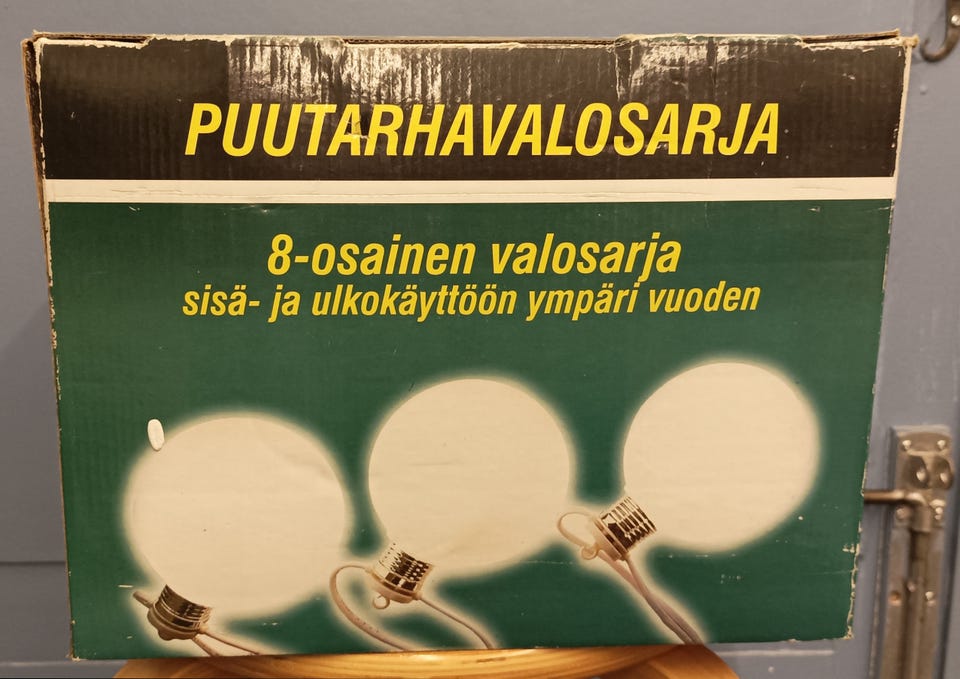 PUUTARHAVALOSARJA
8-osainen valosarja
sisä- ja ulkokäyttöön ympäri vuoden